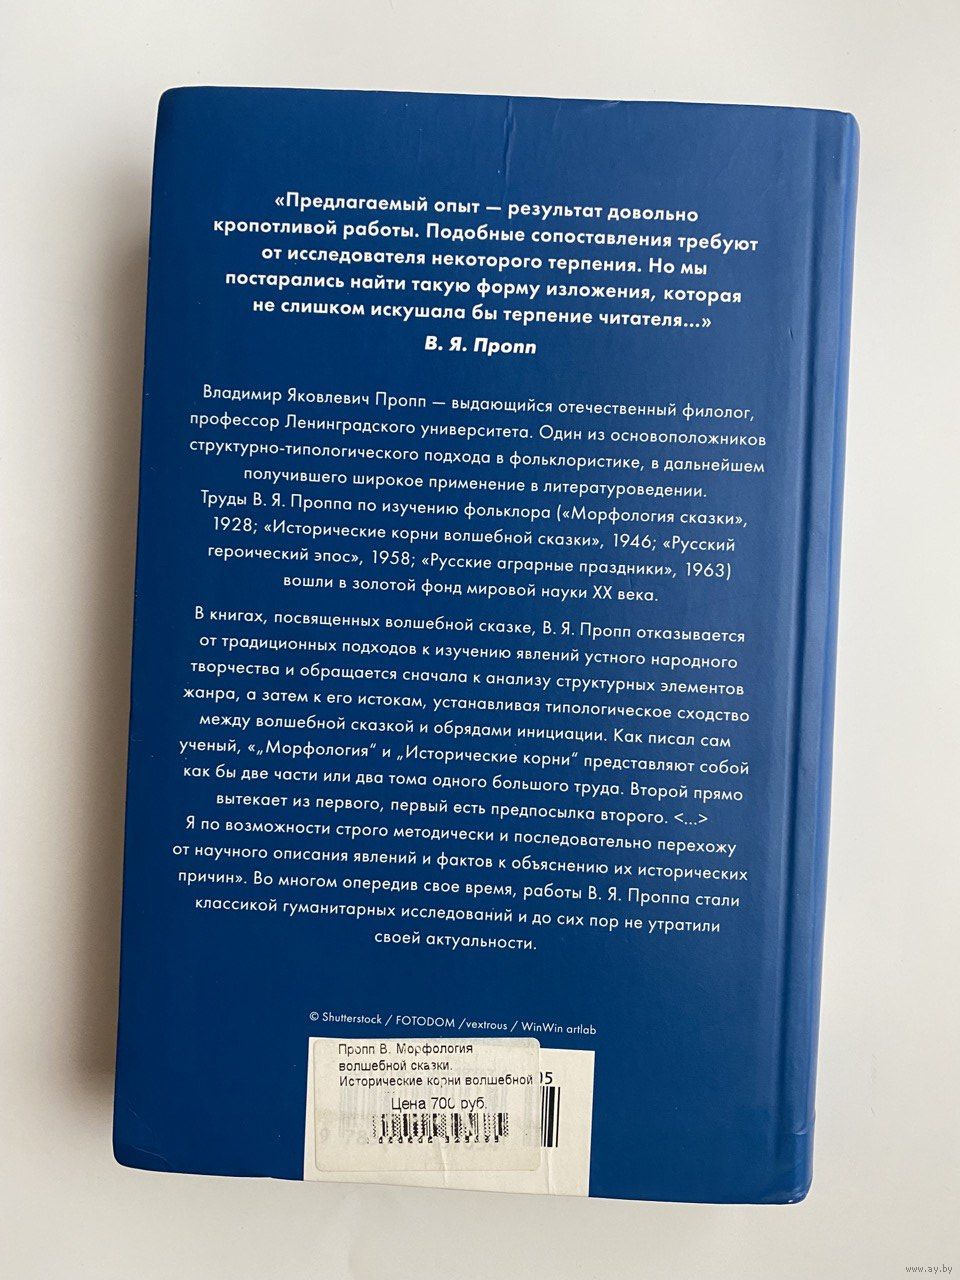 «Предлагаемый опыт — результат довольно
кропотливой работы. Подобные сопоставления требуют
от исследователя некоторого терпения. Но мы
постарались найти такую форму изложения, которая
не слишком искушала бы терпение читателя...»
В. Я. Пропп
Владимир Яковлевич Пропп — выдающийся отечественный филолог,
профессор Ленинградского университета. Один из основоположников
структурно-типологического подхода в фольклористике, в дальнейшем
получившего широкое применение в литературоведении.
Труды В. Я. Проппа по изучению фольклора («Морфология сказки»,
1928; «Исторические корни волшебной сказки», 1946; «Русский
героический эпос», 1958; «Русские аграрные праздники», 1963)
вошли в золотой фонд мировой науки XX века.
В книгах, посвященных волшебной сказке, В. Я. Пропп отказывается
от традиционных подходов к изучению явлений устного народного
творчества и обращается сначала к анализу структурных элементов
жанра, а затем к его истокам, устанавливая типологическое сходство
между волшебной сказкой и обрядами инициации. Как писал сам
ученый, «„Морфология“ и „Исторические корни“ представляют собой
как бы две части или два тома одного большого труда. Второй прямо
вытекает из первого, первый есть предпосылка второго. <...>
Я по возможности строго методически и последовательно перехожу
от научного описания явлений и фактов к объяснению их исторических
причин». Во многом опередив свое время, работы В. Я. Проппа стали
классикой гуманитарных исследований и до сих пор не утратили
своей актуальности.
© Shutterstock / FOTODOM /vextrous / WinWin artlab
Пропп В. Морфология
волшебной сказки.
Исторические корни волшебной
Цена 700 руб.
www.ay.by